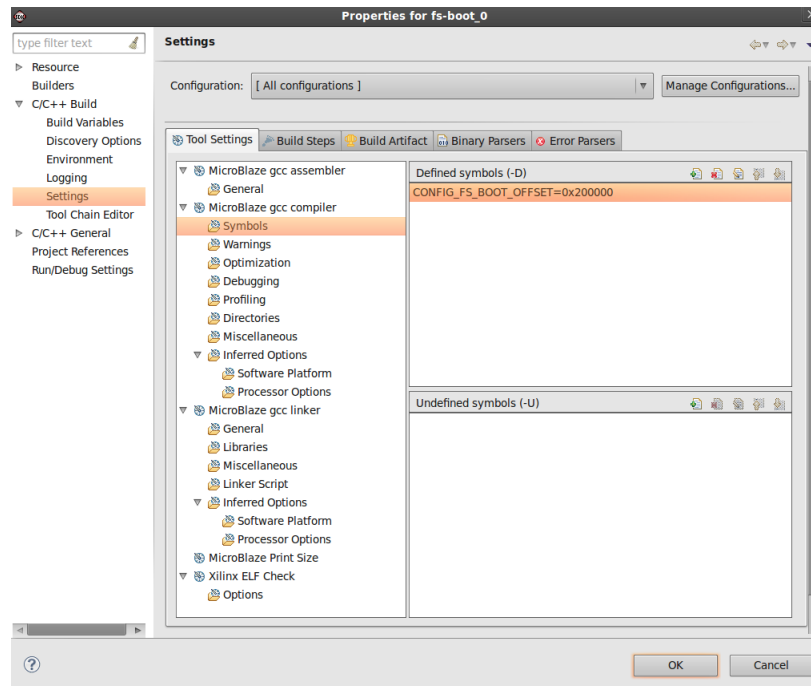 Properties for fs-boot_0
type filter text
Settings
Resource
Builders
C/C++ Build
Build Variables
Discovery Options
Environment
Logging
Settings
Tool Chain Editor
C/C++ General
Project References
Run/Debug Settings
Configuration:
[ All configurations ]
Manage Configurations...
Tool Settings
Build Steps
Build Artifact
Binary Parsers
Error Parsers
MicroBlaze gcc assembler
General
MicroBlaze gcc compiler
Symbols
Warnings
Optimization
Debugging
Profiling
Directories
Miscellaneous
Inferred Options
Software Platform
Processor Options
MicroBlaze gcc linker
General
Libraries
Miscellaneous
Linker Script
Inferred Options
Software Platform
Processor Options
MicroBlaze Print Size
Xilinx ELF Check
Options
Defined symbols (-D)
CONFIG_FS_BOOT_OFFSET=0x200000
Undefined symbols (-U)
?
OK
Cancel